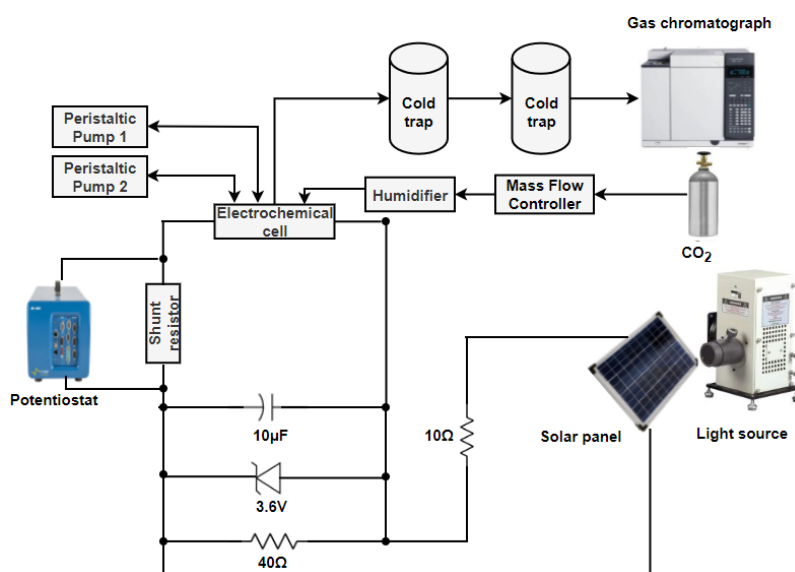 Gas chromatograph
Cold
trap
Cold
trap
Peristaltic
Pump 1
Peristaltic
Pump 2
Humidifier
Mass Flow
Controller
Electrochemical
cell
CO₂
Shunt
resistor
Potentiostat
10µF
10Ω
Solar panel
Light source
3.6V
40Ω